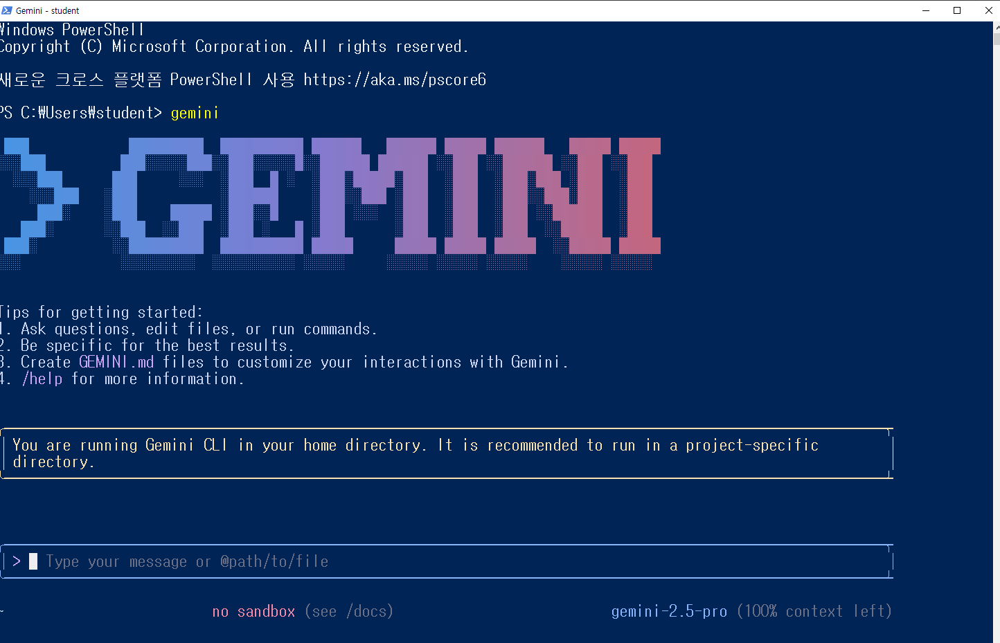 Gemini - student
Windows PowerShell
Copyright (C) Microsoft Corporation. All rights reserved.
새로운 크로스 플랫폼 PowerShell 사용 https://aka.ms/pscore6
PS C:₩Users₩student> gemini
> GEMINI
Tips for getting started:
1. Ask questions, edit files, or run commands.
2. Be specific for the best results.
3. Create GEMINI.md files to customize your interactions with Gemini.
4. /help for more information.
You are running Gemini CLI in your home directory. It is recommended to run in a project-specific
directory.
> Type your message or @path/to/file
~ no sandbox (see /docs) gemini-2.5-pro (100% context left)